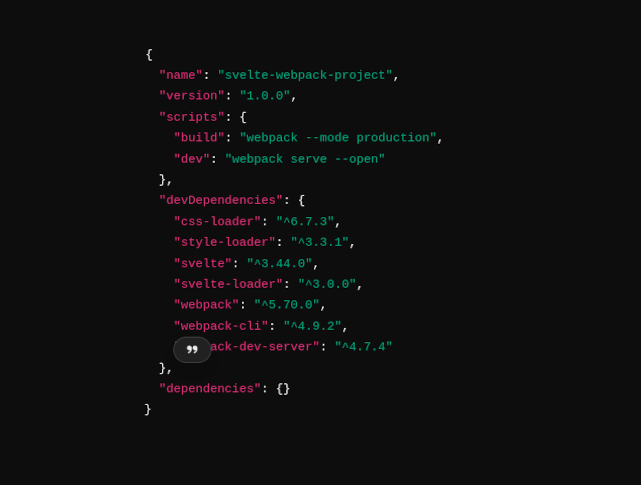 {
  "name": "svelte-webpack-project",
  "version": "1.0.0",
  "scripts": {
    "build": "webpack --mode production",
    "dev": "webpack serve --open"
  },
  "devDependencies": {
    "css-loader": "^6.7.3",
    "style-loader": "^3.3.1",
    "svelte": "^3.44.0",
    "svelte-loader": "^3.0.0",
    "webpack": "^5.70.0",
    "webpack-cli": "^4.9.2",
    ack-dev-server": "^4.7.4"
  },
  "dependencies": {}
}